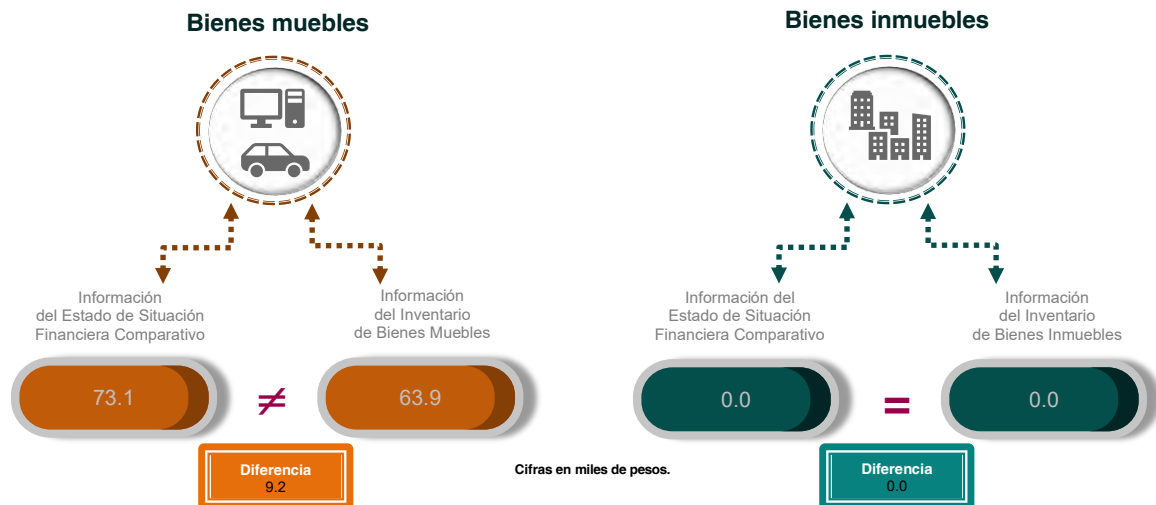 Bienes muebles
Información
del Estado de Situación
Financiera Comparativo
Información
del Inventario
de Bienes Muebles
73.1
≠
63.9
Diferencia
9.2
Cifras en miles de pesos.
Bienes inmuebles
Información del
Estado de Situación
Financiera Comparativo
Información
del Inventario
de Bienes Inmuebles
0.0
=
0.0
Diferencia
0.0